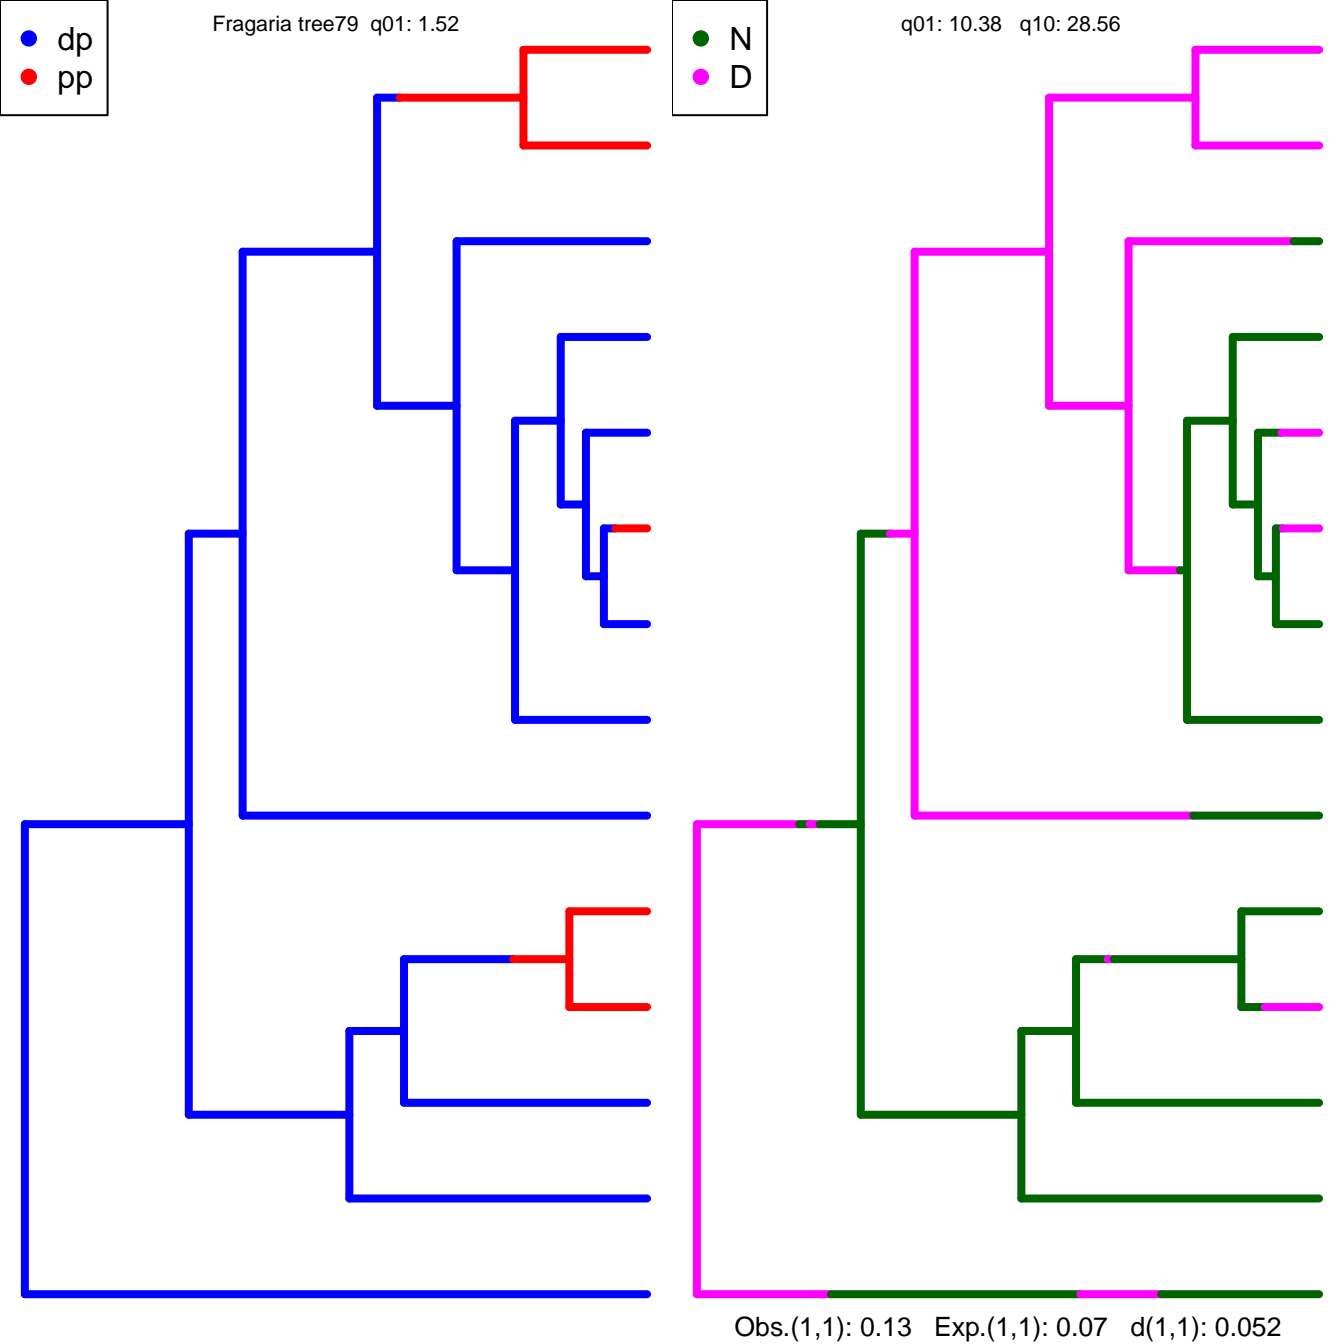 dp
pp
Fragaria tree79 q01: 1.52
N
D
q01: 10.38 q10: 28.56
Obs.(1,1): 0.13 Exp.(1,1): 0.07 d(1,1): 0.052